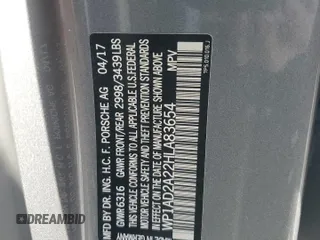 MFD BY DR. ING. H.C. F. PORSCHE AG 04/17
GVWR 6316 GAWR FRONT/REAR 2998/3439 LBS
THIS VEHICLE CONFORMS TO ALL APPLICABLE U.S. FEDERAL
MOTOR VEHICLE SAFETY AND THEFT PREVENTION
STANDARDS IN EFFECT ON THE DATE OF
MANUFACTURE SHOWN ABOVE.
WP1AD2A22HLA83654 MPV